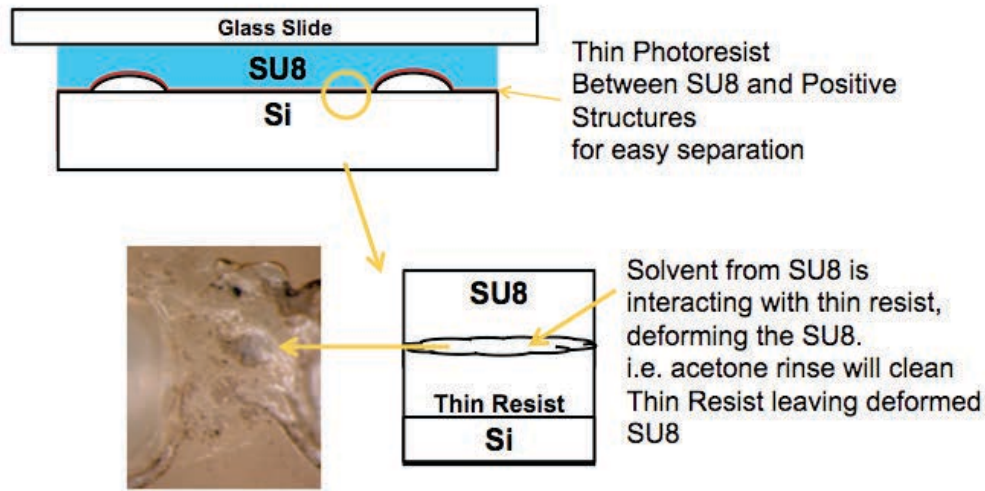 Glass Slide
SU8
Si
Thin Photoresist
Between SU8 and Positive
Structures
for easy separation
SU8
Thin Resist
Si
Solvent from SU8 is
interacting with thin resist,
deforming the SU8.
i.e. acetone rinse will clean
Thin Resist leaving deformed
SU8